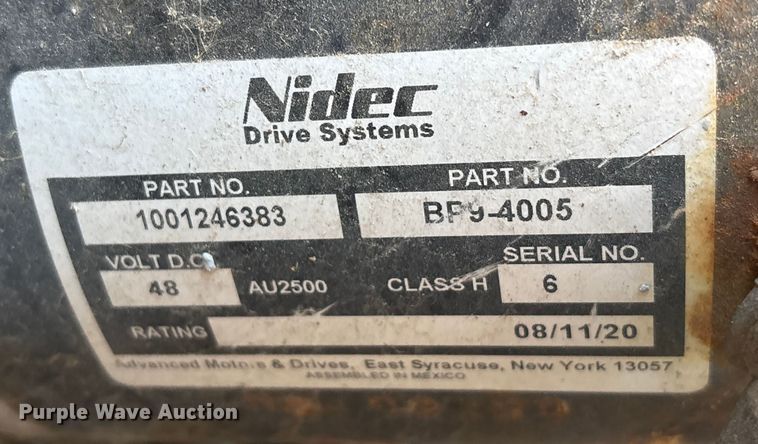 Nidec
Drive Systems
PART NO. PART NO.
1001246383 BP9-4005
VOLT D.C. SERIAL NO.
48 AU2500 CLASS H 6
RATING 08/11/20
Advanced Motors & Drives, East Syracuse, New York 13057
ASSEMBLED IN MEXICO
Purple Wave Auction